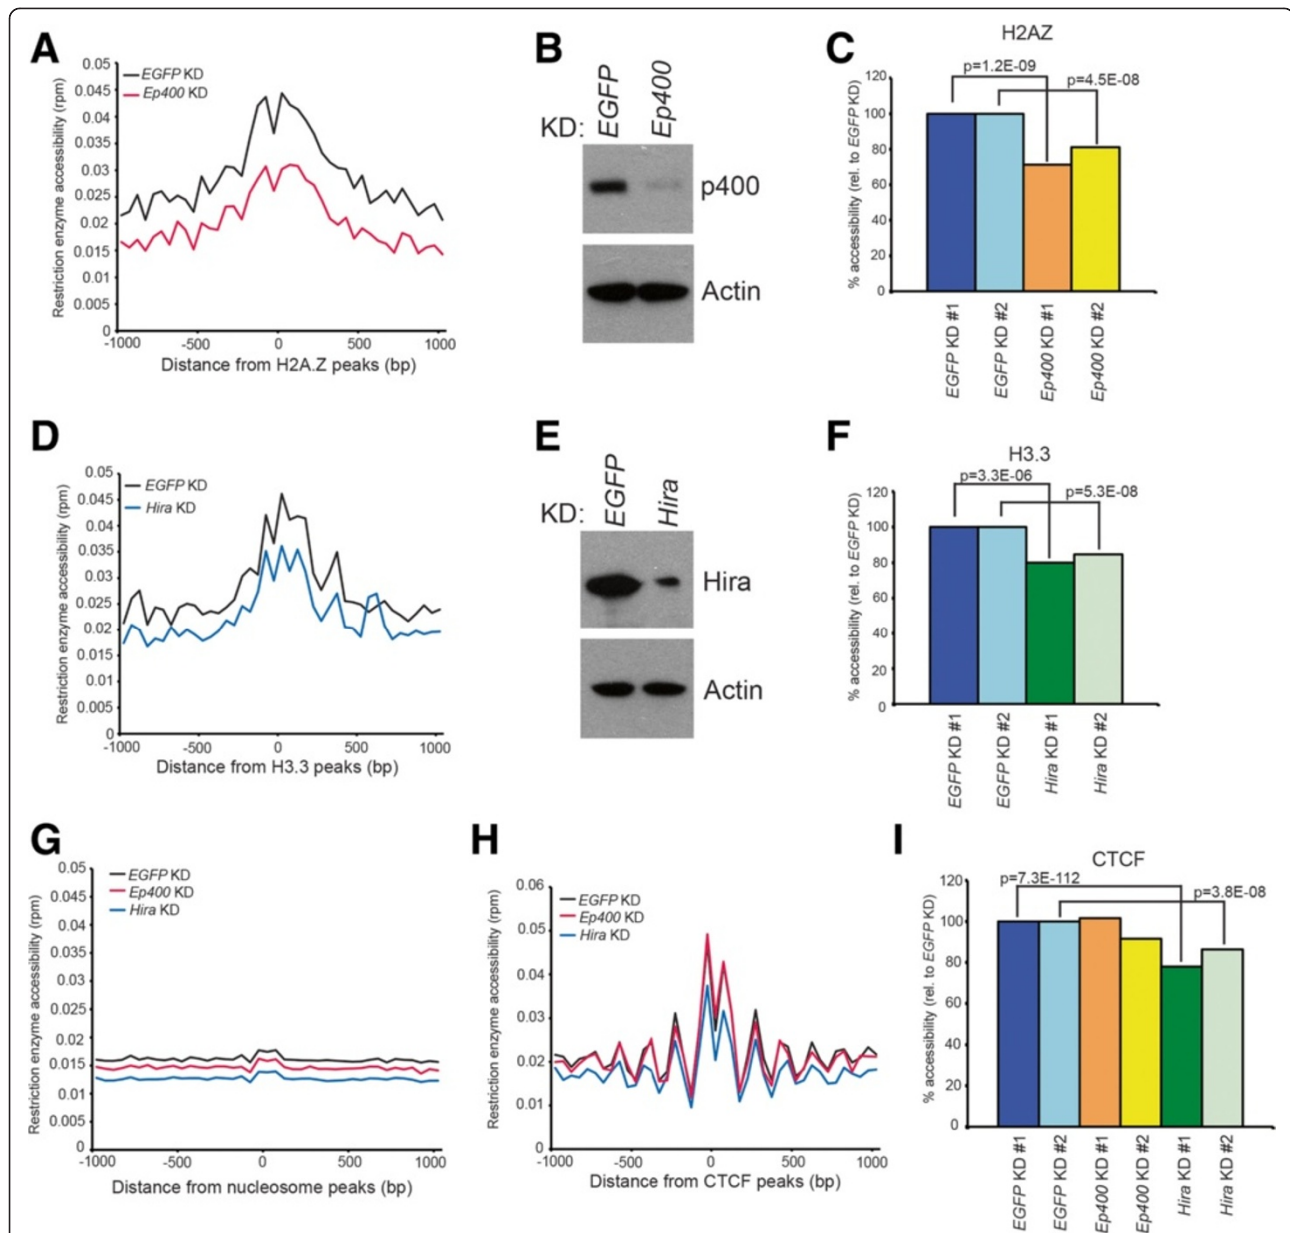 A
Restriction enzyme accessibility (rpm)
0.05
0.045
0.04
0.035
0.03
0.025
0.02
0.015
0.01
0.005
0
EGFP KD
Ep400 KD
-1000 -500 0 500 1000
Distance from H2A.Z peaks (bp)
B
KD: EGFP Ep400
p400
Actin
C
H2AZ
p=1.2E-09
p=4.5E-08
% accessibility (rel. to EGFP KD)
120
100
80
60
40
20
0
EGFP KD #1
EGFP KD #2
Ep400 KD #1
Ep400 KD #2
D
Restriction enzyme accessibility (rpm)
0.05
0.045
0.04
0.035
0.03
0.025
0.02
0.015
0.01
0.005
0
EGFP KD
Hira KD
-1000 -500 0 500 1000
Distance from H3.3 peaks (bp)
E
KD: EGFP Hira
Hira
Actin
F
H3.3
p=3.3E-06
p=5.3E-08
% accessibility (rel. to EGFP KD)
120
100
80
60
40
20
0
EGFP KD #1
EGFP KD #2
Hira KD #1
Hira KD #2
G
Restriction enzyme accessibility (rpm)
0.05
0.045
0.04
0.035
0.03
0.025
0.02
0.015
0.01
0.005
0
EGFP KD
Ep400 KD
Hira KD
-1000 -500 0 500 1000
Distance from nucleosome peaks (bp)
H
Restriction enzyme accessibility (rpm)
0.06
0.05
0.04
0.03
0.02
0.01
0
EGFP KD
Ep400 KD
Hira KD
-1000 -500 0 500 1000
Distance from CTCF peaks (bp)
I
CTCF
p=7.3E-112
p=3.8E-08
% accessibility (rel. to EGFP KD)
120
100
80
60
40
20
0
EGFP KD #1
EGFP KD #2
Ep400 KD #1
Ep400 KD #2
Hira KD #1
Hira KD #2